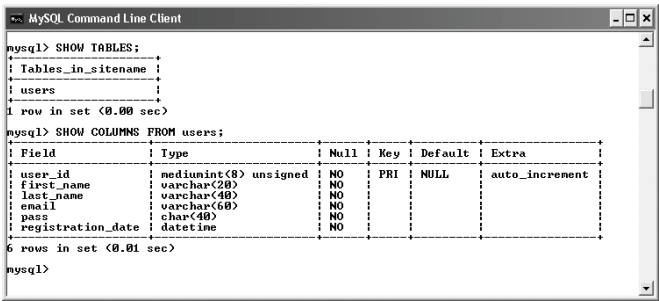 MySQL Command Line Client
mysql> SHOW TABLES;
+--------------------+
| Tables_in_sitename |
+--------------------+
| users              |
+--------------------+
1 row in set (0.00 sec)
mysql> SHOW COLUMNS FROM users;
+-------------------+-----------------------+------+-----+---------+----------------+
| Field             | Type                  | Null | Key | Default | Extra          |
+-------------------+-----------------------+------+-----+---------+----------------+
| user_id           | mediumint(8) unsigned | NO   | PRI | NULL    | auto_increment |
| first_name        | varchar(20)           | NO   |     |         |                |
| last_name         | varchar(40)           | NO   |     |         |                |
| email             | varchar(60)           | NO   |     |         |                |
| pass              | char(40)              | NO   |     |         |                |
| registration_date | datetime              | NO   |     |         |                |
+-------------------+-----------------------+------+-----+---------+----------------+
6 rows in set (0.01 sec)
mysql>